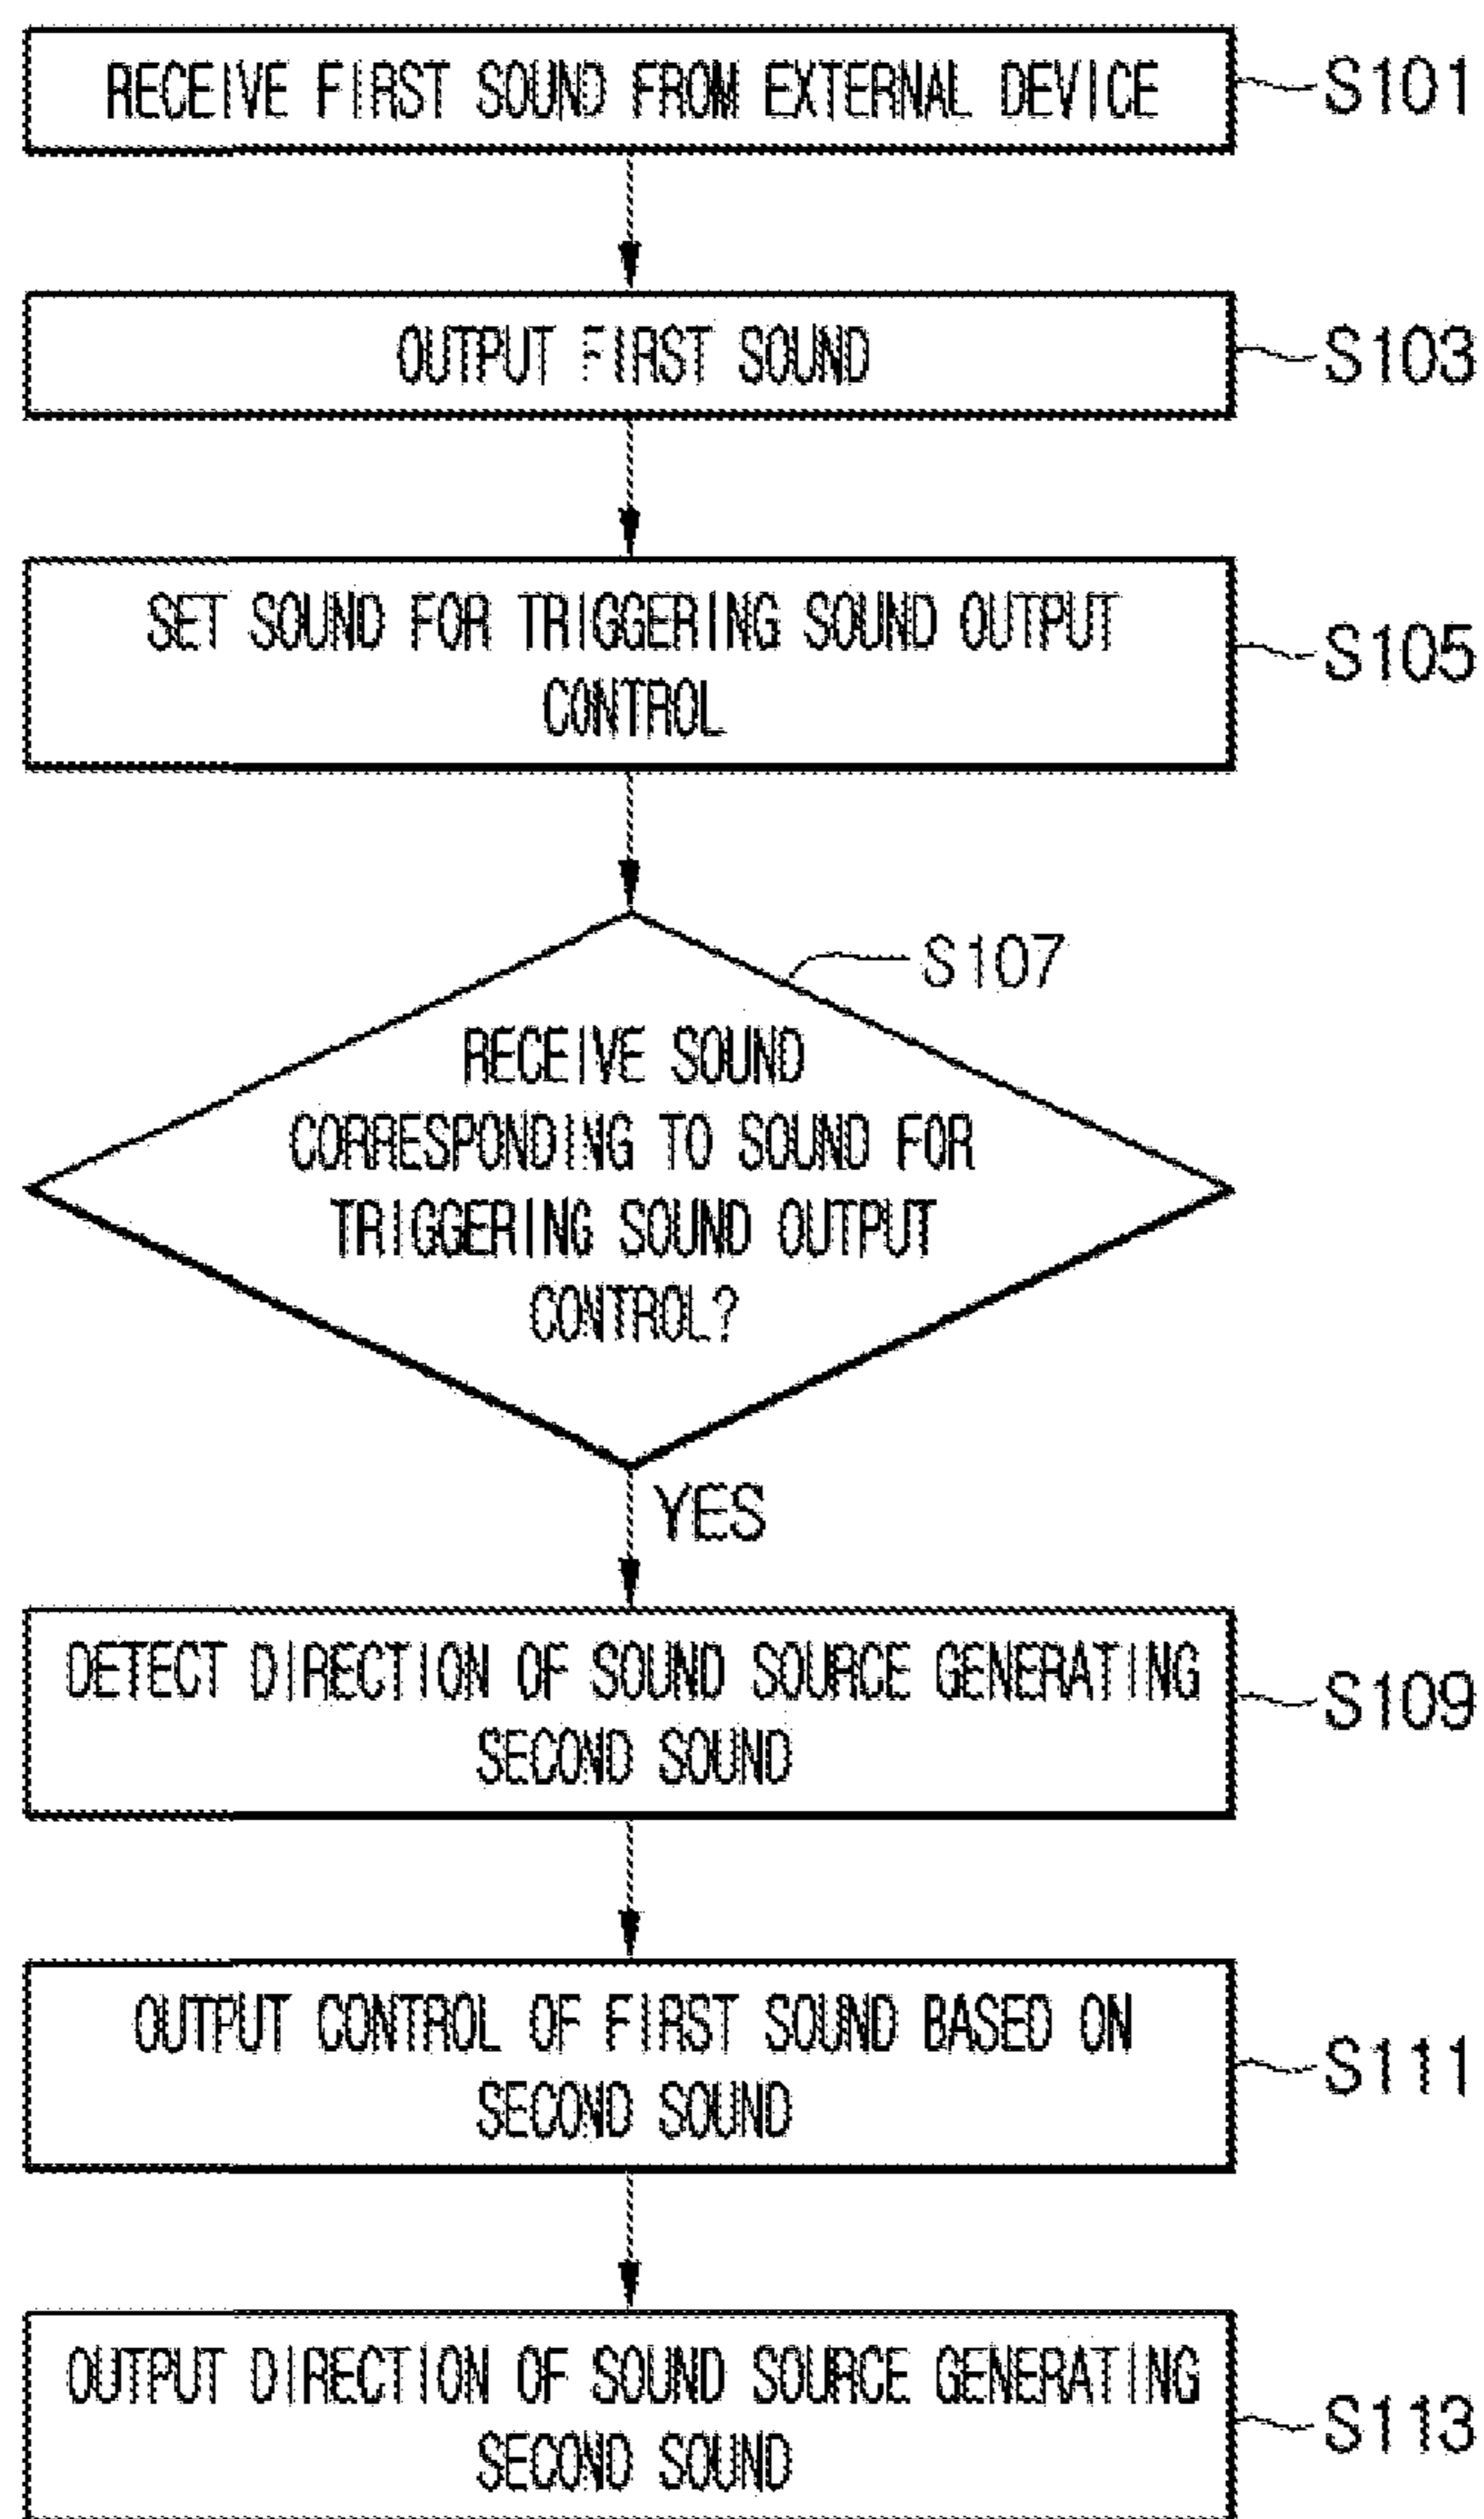 RECEIVE FIRST SOUND FROM EXTERNAL DEVICE
S101
OUTPUT FIRST SOUND
S103
SET SOUND FOR TRIGGERING SOUND OUTPUT
CONTROL
S105
S107
RECEIVE SOUND
CORRESPONDING TO SOUND FOR
TRIGGERING SOUND OUTPUT
CONTROL?
YES
DETECT DIRECTION OF SOUND SOURCE GENERATING
SECOND SOUND
S109
OUTPUT CONTROL OF FIRST SOUND BASED ON
SECOND SOUND
S111
OUTPUT DIRECTION OF SOUND SOURCE GENERATING
SECOND SOUND
S113